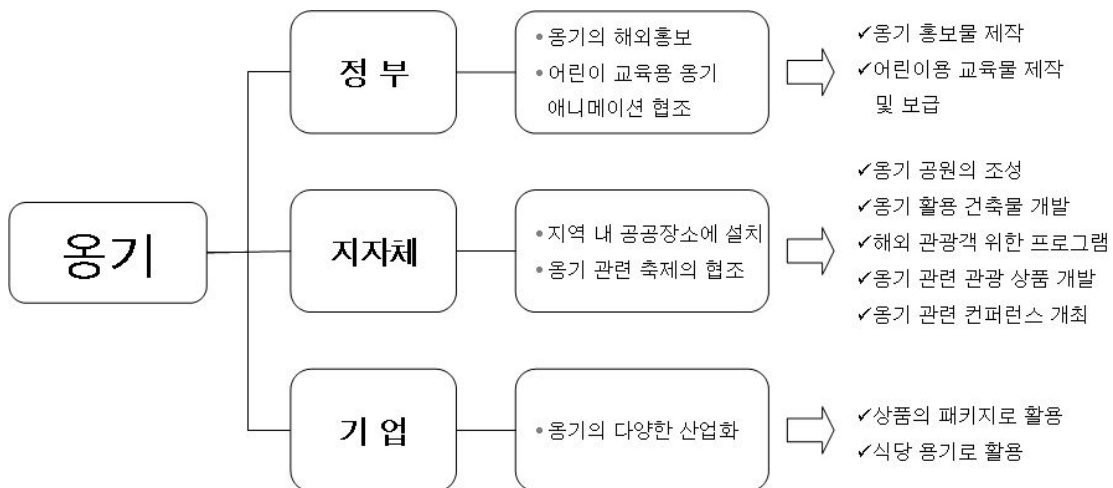 옹기
정 부
• 옹기의 해외홍보
• 어린이 교육용 옹기
애니메이션 협조
✓옹기 홍보물 제작
✓어린이용 교육물 제작
및 보급
지자체
• 지역 내 공공장소에 설치
• 옹기 관련 축제의 협조
✓옹기 공원의 조성
✓옹기 활용 건축물 개발
✓해외 관광객 위한 프로그램
✓옹기 관련 관광 상품 개발
✓옹기 관련 컨퍼런스 개최
기 업
• 옹기의 다양한 산업화
✓상품의 패키지로 활용
✓식당 용기로 활용